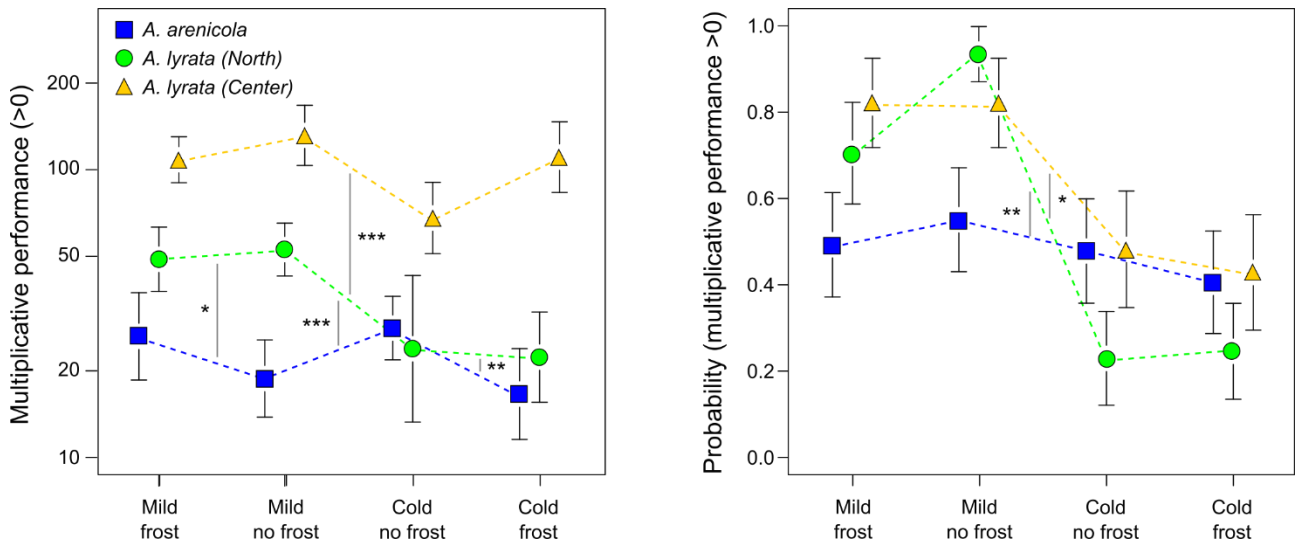 Multiplicative performance (>0)
200
100
50
20
10
A. arenicola
A. lyrata (North)
A. lyrata (Center)
*
***
***
**
Mild
frost
Mild
no frost
Cold
no frost
Cold
frost
Probability (multiplicative performance >0)
1.0
0.8
0.6
0.4
0.2
0.0
**
*
Mild
frost
Mild
no frost
Cold
no frost
Cold
frost